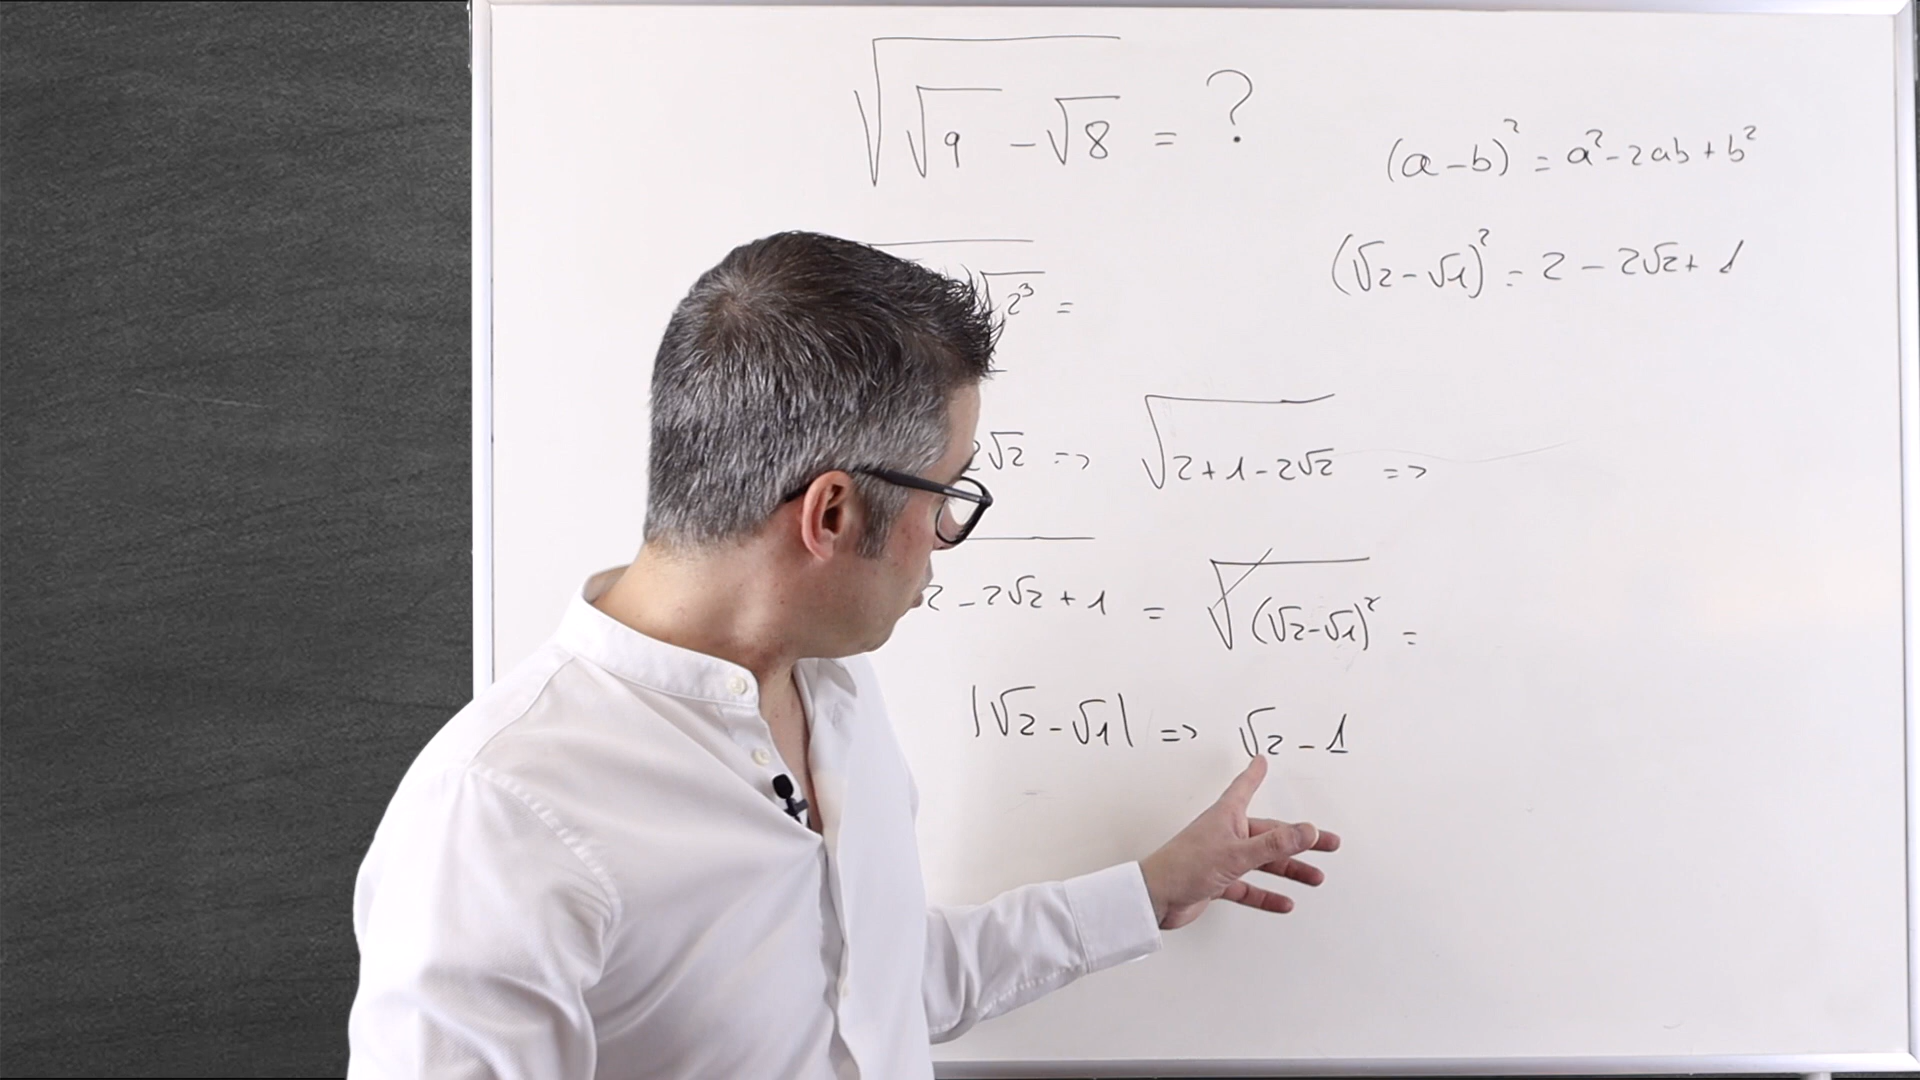 √(√9 - √8) = ?
(a-b)² = a² - 2ab + b²
(√2 - √1)² = 2 - 2√2 + 1
√2³ =
2√2 => √(2+1-2√2) =>
2 - 2√2 + 1 = √((√2-√1)²) =
|√2 - √1| => √2 - 1